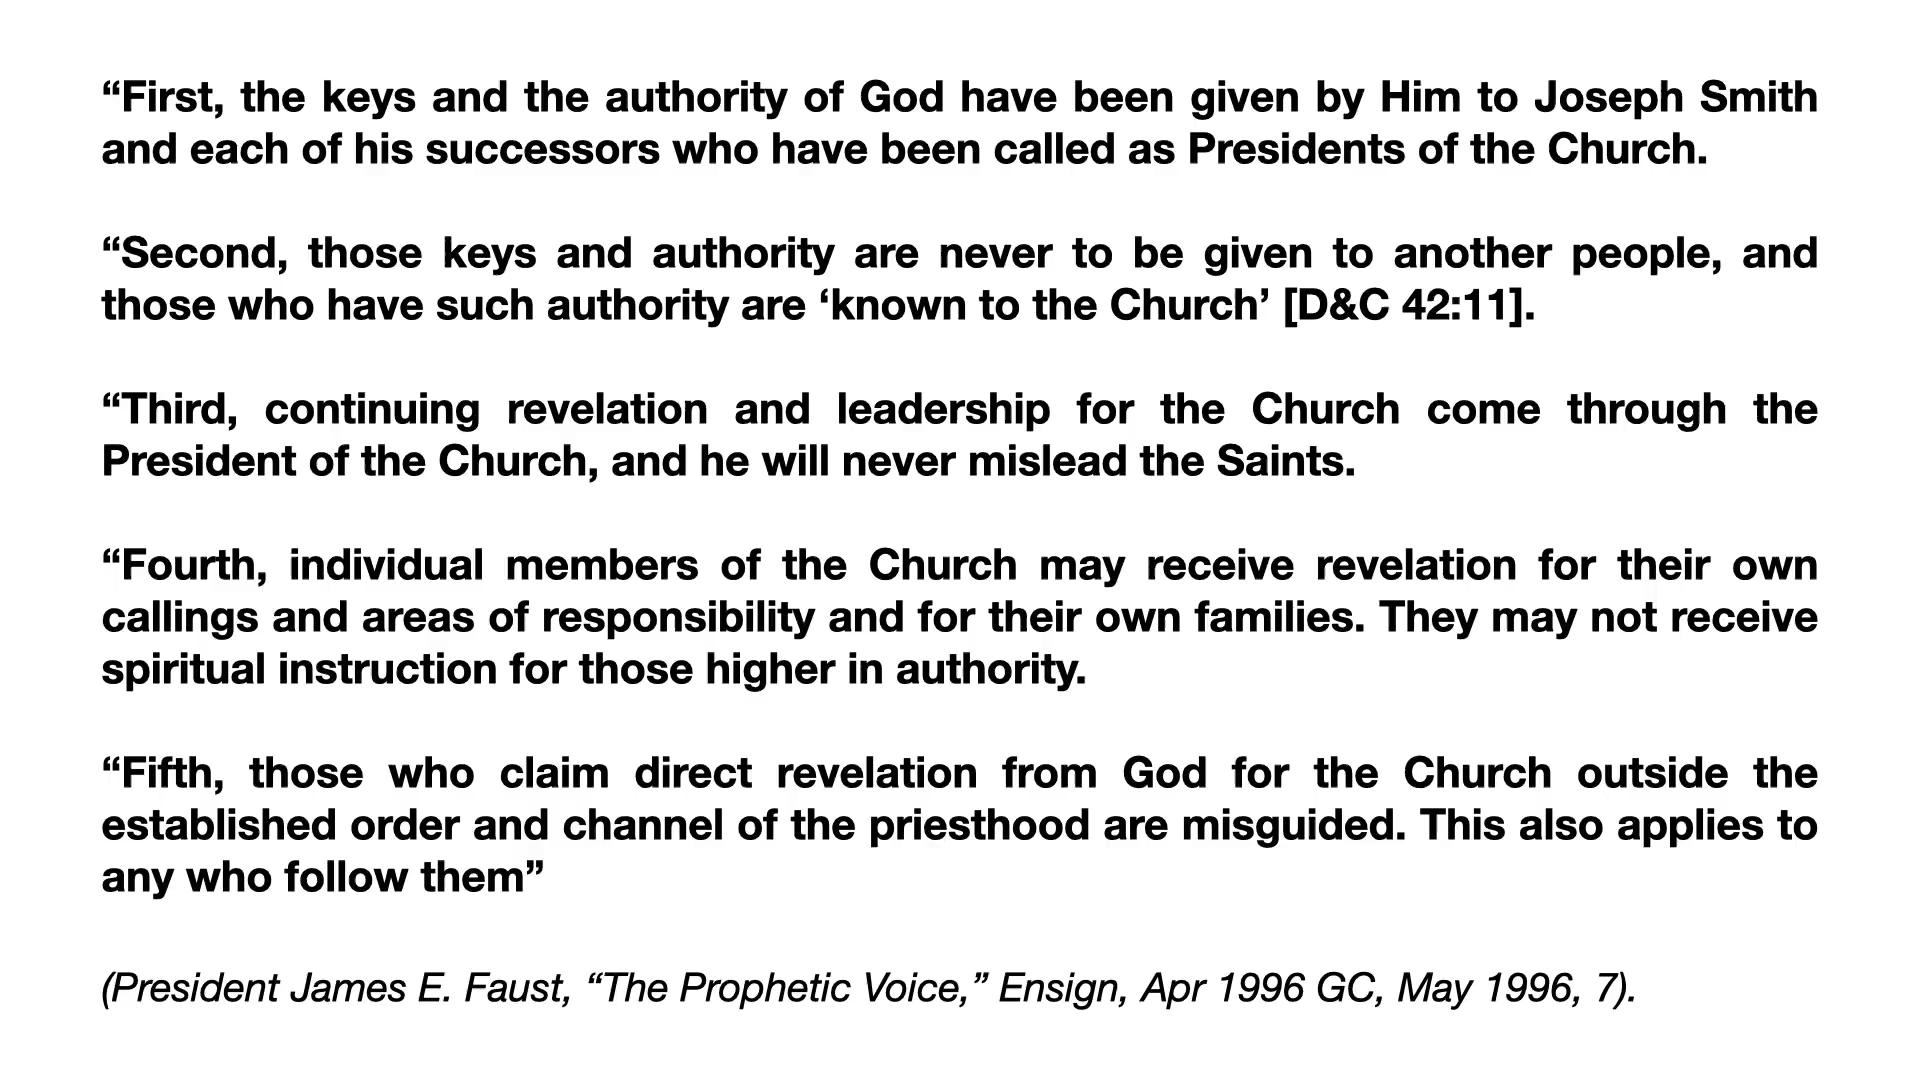 “First, the keys and the authority of God have been given by Him to Joseph Smith
and each of his successors who have been called as Presidents of the Church.
“Second, those keys and authority are never to be given to another people, and
those who have such authority are ‘known to the Church’ [D&C 42:11].
“Third, continuing revelation and leadership for the Church come through the
President of the Church, and he will never mislead the Saints.
“Fourth, individual members of the Church may receive revelation for their own
callings and areas of responsibility and for their own families. They may not receive
spiritual instruction for those higher in authority.
“Fifth, those who claim direct revelation from God for the Church outside the
established order and channel of the priesthood are misguided. This also applies to
any who follow them”
(President James E. Faust, “The Prophetic Voice,” Ensign, Apr 1996 GC, May 1996, 7).